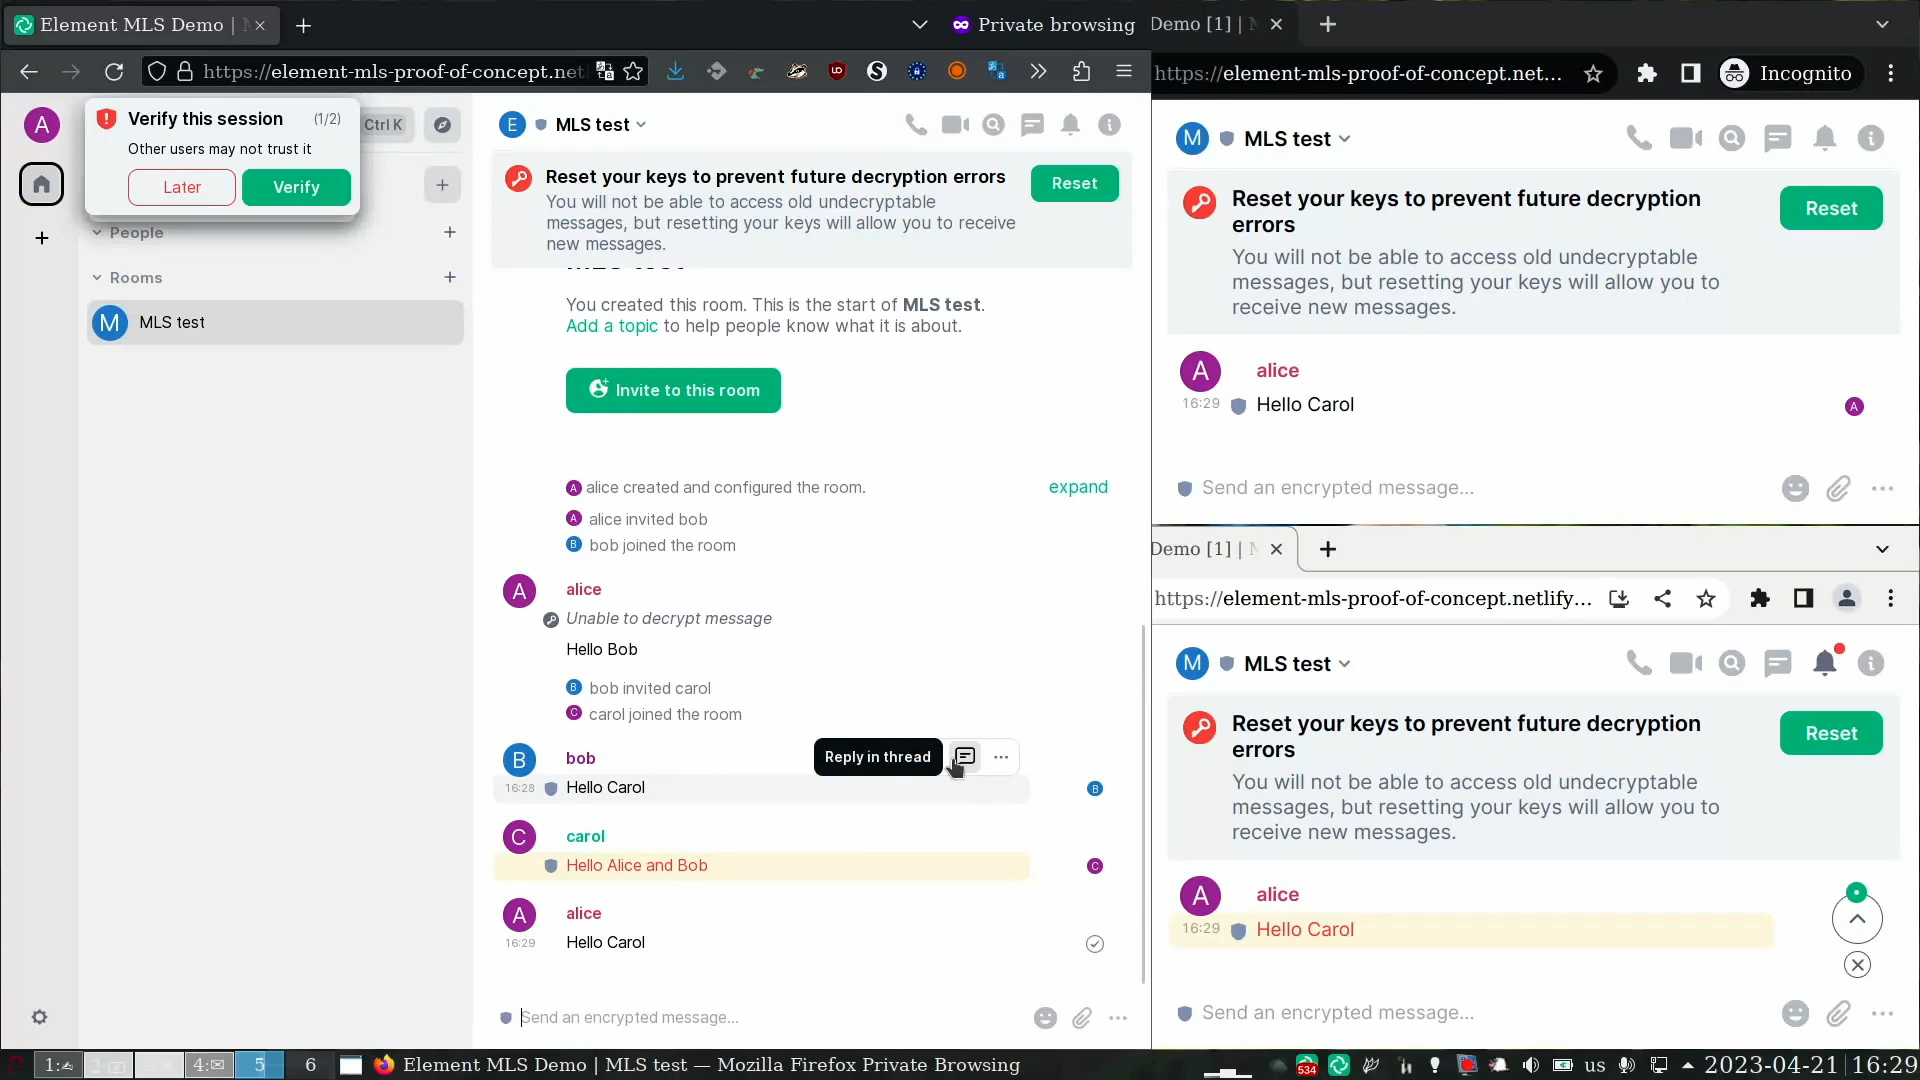 Element MLS Demo |
Private browsing
https://element-mls-proof-of-concept.net
A
Verify this session
(1/2)
Other users may not trust it
Later
Verify
Ctrl K
People
Rooms
M
MLS test
E
MLS test
Reset your keys to prevent future decryption errors
You will not be able to access old undecryptable
messages, but resetting your keys will allow you to receive
new messages.
Reset
You created this room. This is the start of MLS test.
Add a topic to help people know what it is about.
Invite to this room
A alice created and configured the room.
expand
A alice invited bob
B bob joined the room
A
alice
Unable to decrypt message
Hello Bob
B bob invited carol
C carol joined the room
B
bob
Reply in thread
16:28
Hello Carol
B
C
carol
Hello Alice and Bob
C
A
alice
16:29
Hello Carol
Send an encrypted message...
Demo [1] |
https://element-mls-proof-of-concept.net...
Incognito
M
MLS test
Reset your keys to prevent future decryption
errors
You will not be able to access old undecryptable
messages, but resetting your keys will allow you to
receive new messages.
Reset
A
alice
16:29
Hello Carol
A
Send an encrypted message...
Demo [1] |
https://element-mls-proof-of-concept.netlify...
M
MLS test
Reset your keys to prevent future decryption
errors
You will not be able to access old undecryptable
messages, but resetting your keys will allow you to
receive new messages.
Reset
A
alice
16:29
Hello Carol
Send an encrypted message...
1:
4:
5
6
Element MLS Demo | MLS test — Mozilla Firefox Private Browsing
534
us
2023-04-21
16:29